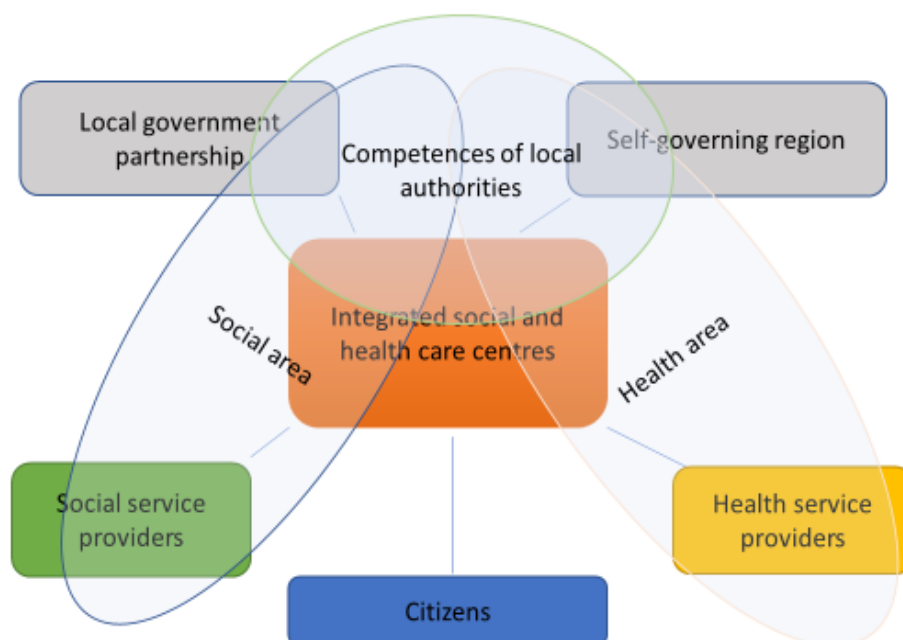 Local government
partnership
Self-governing region
Competences of local
authorities
Social area
Integrated social and
health care centres
Health area
Social service
providers
Health service
providers
Citizens